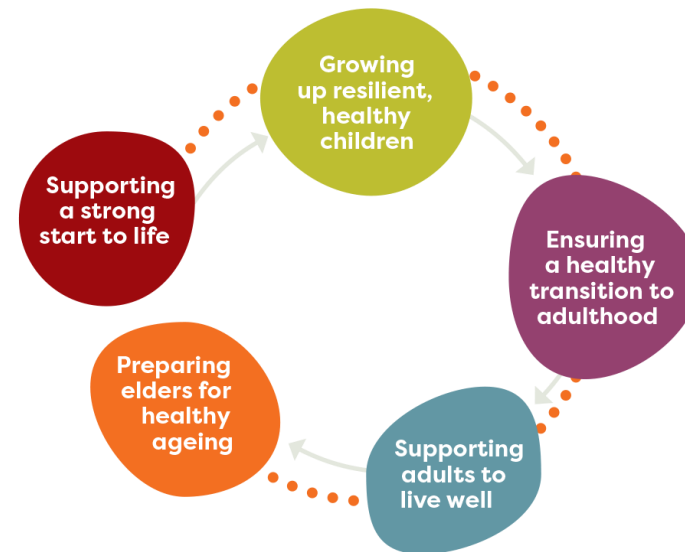 Growing
up resilient,
healthy
children
Supporting
a strong
start to life
Ensuring
a healthy
transition to
adulthood
Preparing
elders for
healthy
ageing
Supporting
adults to
live well